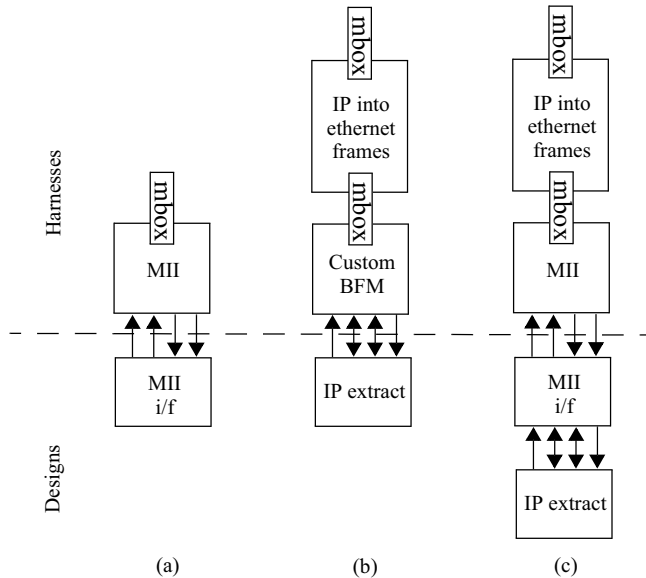 mbox
mbox
IP into
ethernet
frames
IP into
ethernet
frames
Harnesses
mbox
mbox
mbox
MII
Custom
BFM
MII
MII
i/f
IP extract
MII
i/f
Designs
IP extract
(a)
(b)
(c)